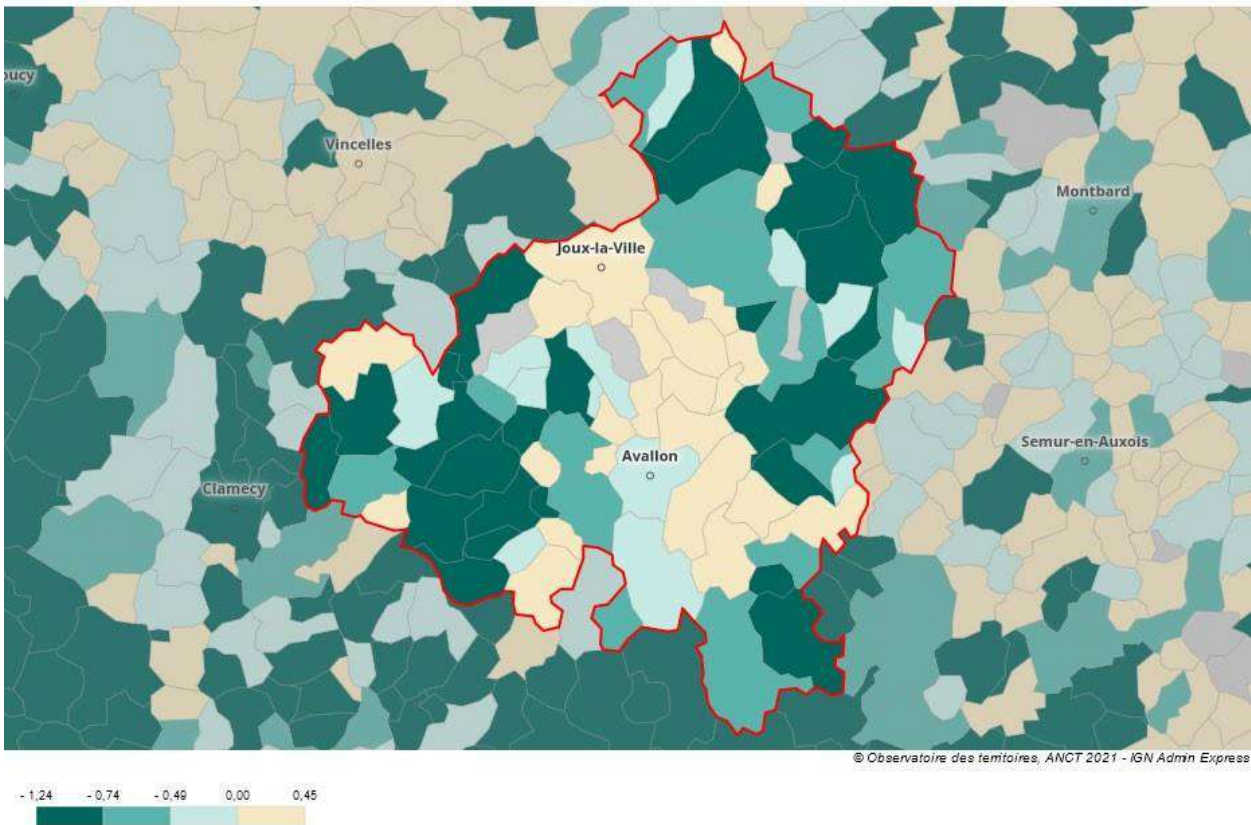 oucy
Vincelles
Montbard
Joux-la-Ville
Semur-en-Auxois
Avallon
Clamecy
© Observatoire des territoires, ANCT 2021 - IGN Admin Express
- 1,24 - 0,74 - 0,49 0,00 0,45